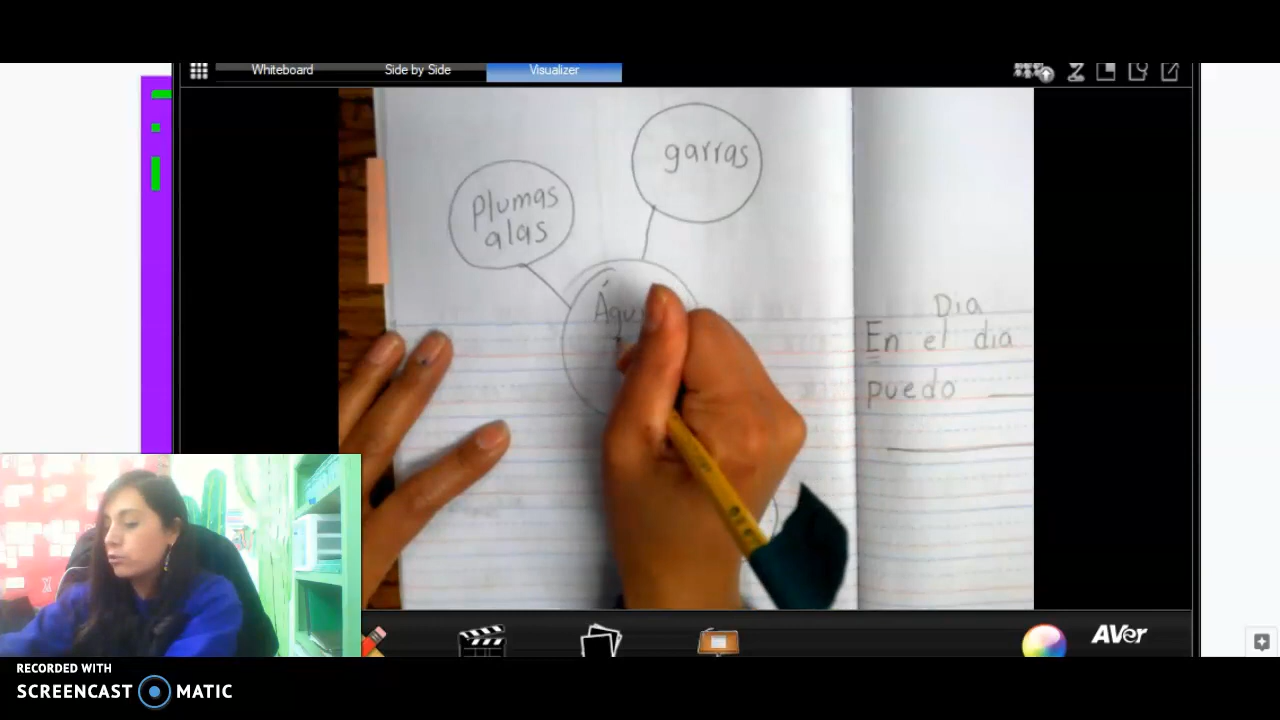 Whiteboard Side by Side Visualizer
garras
Plumas
alas
Dia
En el dia
puedo
AVer
RECORDED WITH
SCREENCAST MATIC